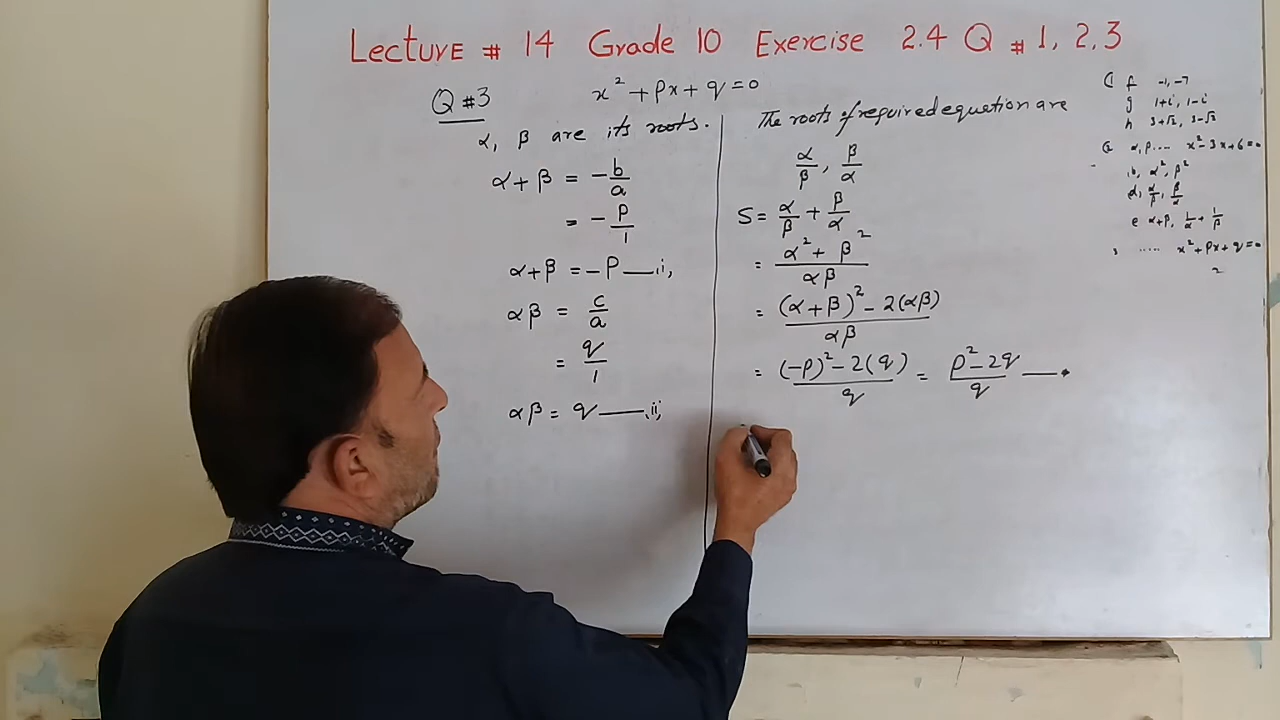 Lecture # 14 Grade 10 Exercise 2.4 Q # 1, 2, 3
Q #3
x² + px + q = 0
α, β are its roots.
α + β = - b/a
= - p/1
α + β = - p — i,
αβ = c/a
= q/1
αβ = q — ii,
The roots of required equation are
α/β, β/α
S = α/β + β/α
= (α² + β²)/αβ
= ((α + β)² - 2(αβ))/αβ
= ((-p)² - 2(q))/q = (p² - 2q)/q —
f -1, -7
g 1+i, 1-i
h 3+√2, 3-√2
α, β .... x² - 3x + 6 = 0
b, α², β²
d, α/β, β/α
e α+β, 1/α + 1/β
..... x² + px + q = 0